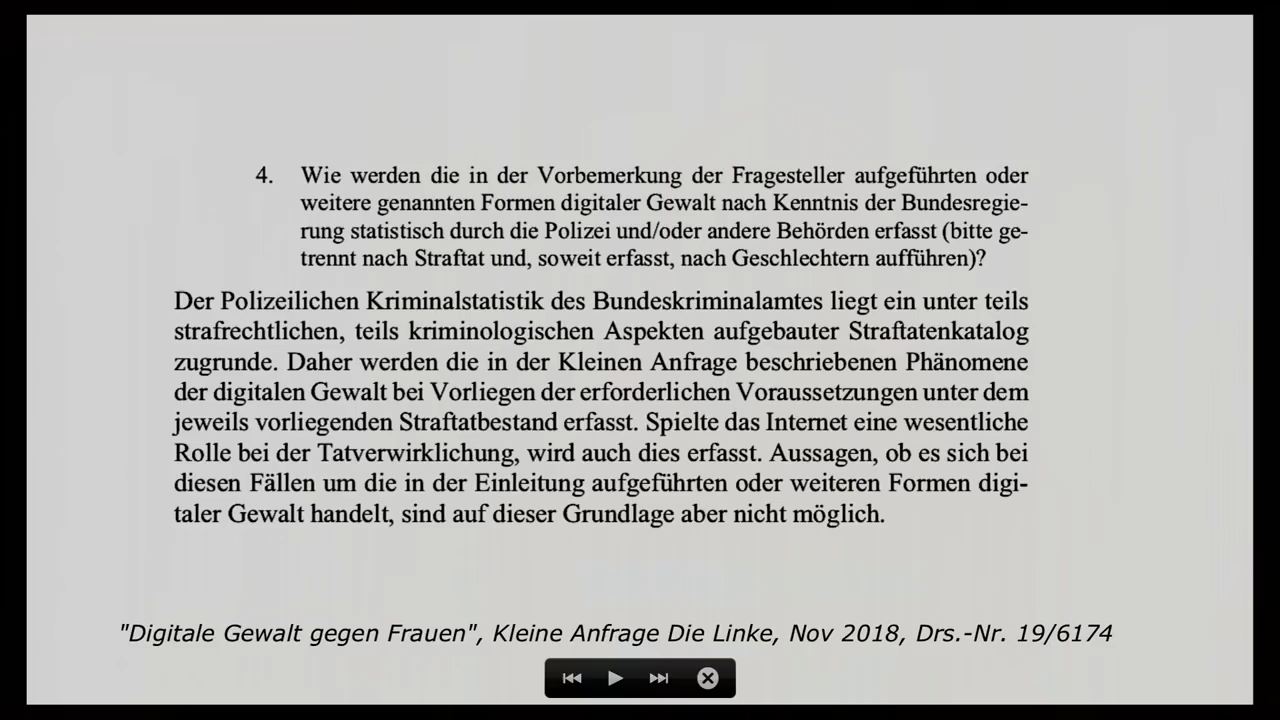 4. Wie werden die in der Vorbemerkung der Fragesteller aufgeführten oder
weitere genannten Formen digitaler Gewalt nach Kenntnis der Bundesregie-
rung statistisch durch die Polizei und/oder andere Behörden erfasst (bitte ge-
trennt nach Straftat und, soweit erfasst, nach Geschlechtern aufführen)?
Der Polizeilichen Kriminalstatistik des Bundeskriminalamtes liegt ein unter teils
strafrechtlichen, teils kriminologischen Aspekten aufgebauter Straftatenkatalog
zugrunde. Daher werden die in der Kleinen Anfrage beschriebenen Phänomene
der digitalen Gewalt bei Vorliegen der erforderlichen Voraussetzungen unter dem
jeweils vorliegenden Straftatbestand erfasst. Spielte das Internet eine wesentliche
Rolle bei der Tatverwirklichung, wird auch dies erfasst. Aussagen, ob es sich bei
diesen Fällen um die in der Einleitung aufgeführten oder weiteren Formen digi-
taler Gewalt handelt, sind auf dieser Grundlage aber nicht möglich.
"Digitale Gewalt gegen Frauen", Kleine Anfrage Die Linke, Nov 2018, Drs.-Nr. 19/6174